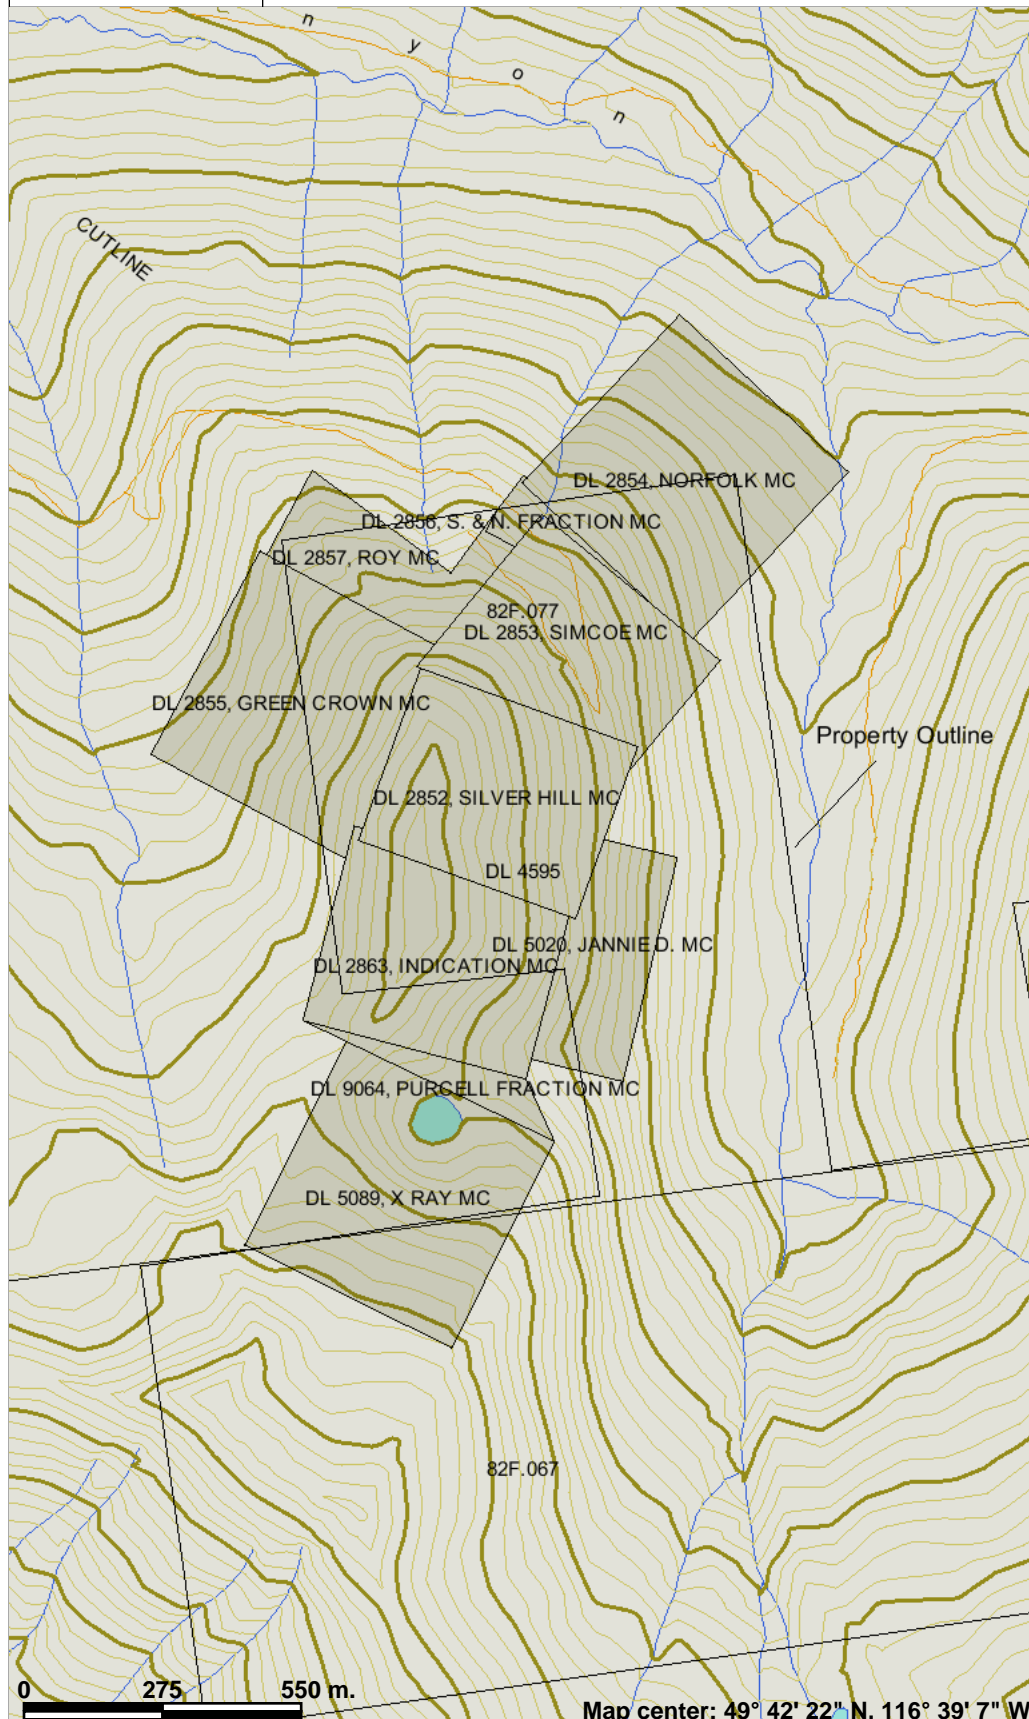 n
y
o
n
CUTLINE
DL 2854, NORFOLK MC
DL 2856, S. & N. FRACTION MC
DL 2857, ROY MC
82F.077
DL 2853, SIMCOE MC
DL 2855, GREEN CROWN MC
Property Outline
DL 2852, SILVER HILL MC
DL 4595
DL 5020, JANNIE D. MC
DL 2863, INDICATION MC
DL 9064, PURCELL FRACTION MC
DL 5089, X RAY MC
82F.067
0 275 550 m.
Map center: 49° 42' 22" N, 116° 39' 7" W